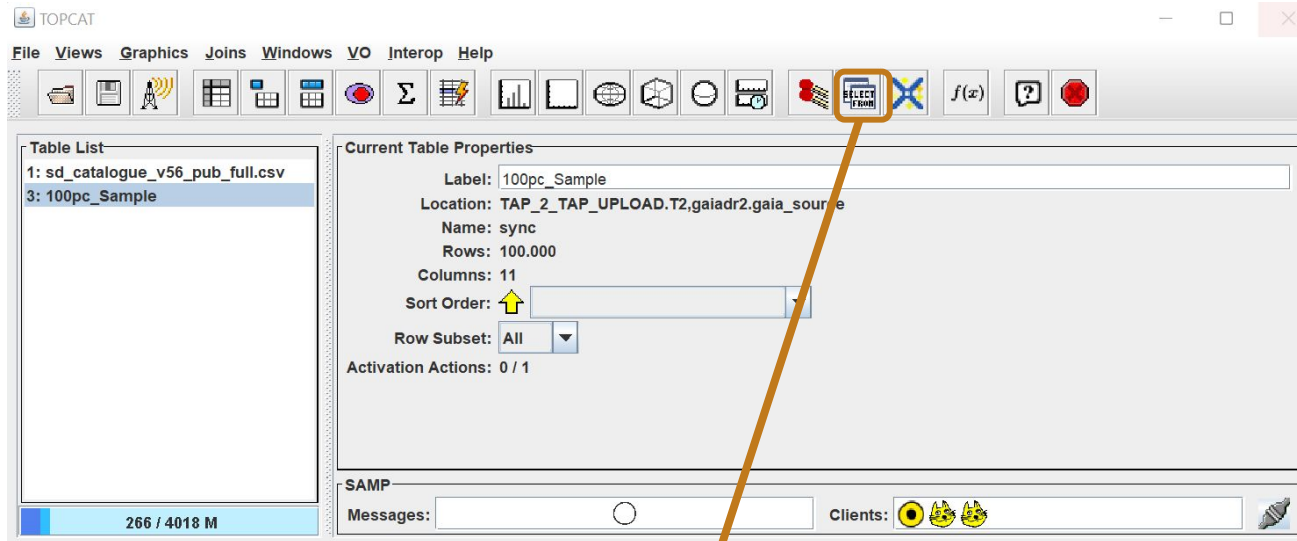 TOPCAT
File Views Graphics Joins Windows VO Interop Help
Σ SELECT FROM f(x) ?
Table List
1: sd_catalogue_v56_pub_full.csv
3: 100pc_Sample
266 / 4018 M
Current Table Properties
Label: 100pc_Sample
Location: TAP_2_TAP_UPLOAD.T2,gaiadr2.gaia_source
Name: sync
Rows: 100.000
Columns: 11
Sort Order:
Row Subset: All
Activation Actions: 0 / 1
SAMP
Messages: Clients: